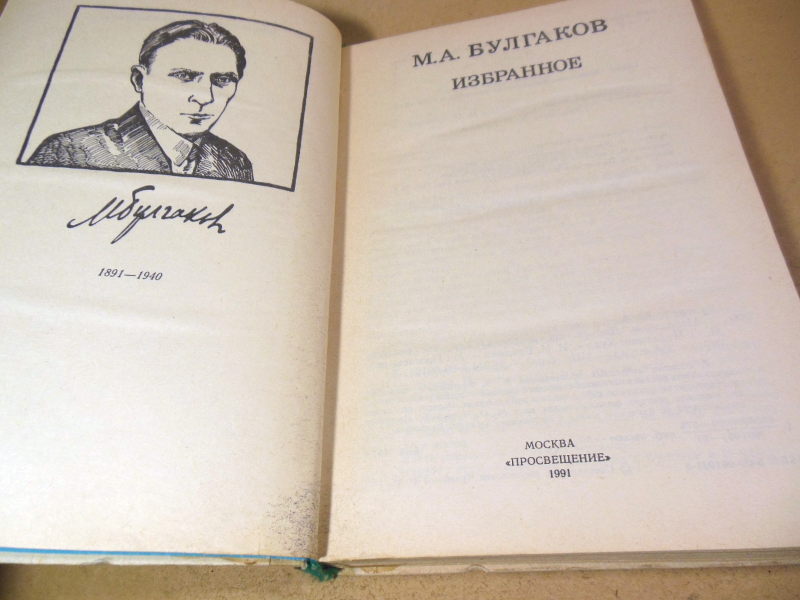 МБулгаков
1891—1940
М.А. БУЛГАКОВ
ИЗБРАННОЕ
МОСКВА
«ПРОСВЕЩЕНИЕ»
1991